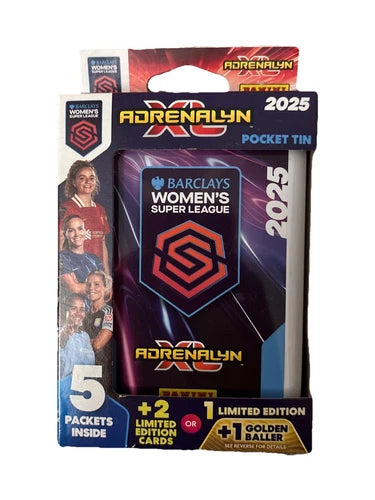 ADRENALYN
XL
PANINI
BARCLAYS
WOMEN'S
SUPER LEAGUE
ADRENALYN
XL
2025
POCKET TIN
BARCLAYS
WOMEN'S
SUPER LEAGUE
2025
ADRENALYN
XL
PANINI
5
PACKETS
INSIDE
+2
LIMITED
EDITION
CARDS
OR
1 LIMITED EDITION
+1 GOLDEN
BALLER
SEE REVERSE FOR DETAILS